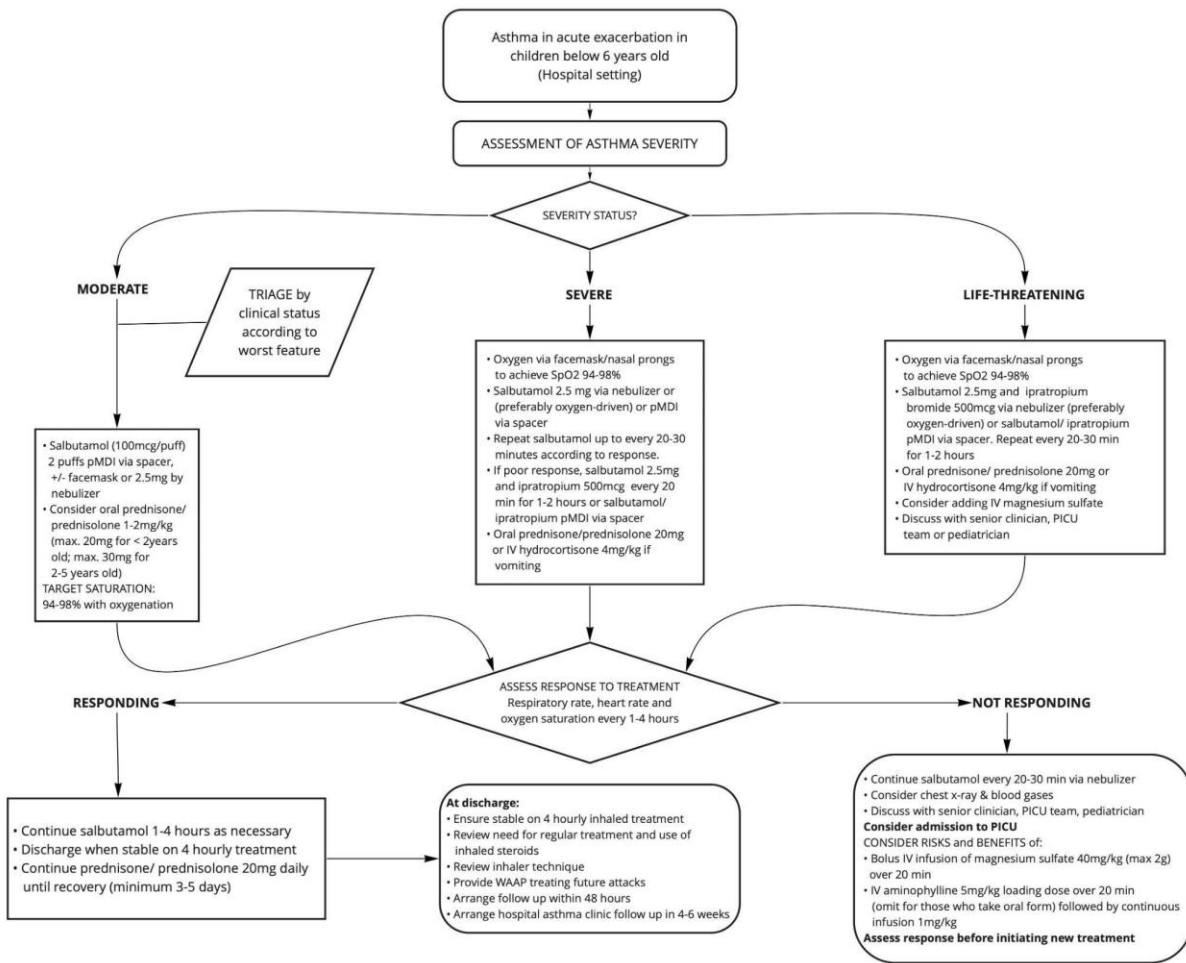 Asthma in acute exacerbation in
children below 6 years old
(Hospital setting)
ASSESSMENT OF ASTHMA SEVERITY
SEVERITY STATUS?
MODERATE
TRIAGE by
clinical status
according to
worst feature
• Salbutamol (100mcg/puff)
2 puffs pMDI via spacer,
+/- facemask or 2.5mg by
nebulizer
• Consider oral prednisone/
prednisolone 1-2mg/kg
(max. 20mg for < 2years
old; max. 30mg for
2-5 years old)
TARGET SATURATION:
94-98% with oxygenation
SEVERE
• Oxygen via facemask/nasal prongs
to achieve SpO2 94-98%
• Salbutamol 2.5 mg via nebulizer or
(preferably oxygen-driven) or pMDI
via spacer
• Repeat salbutamol up to every 20-30
minutes according to response.
• If poor response, salbutamol 2.5mg
and ipratropium 500mcg every 20
min for 1-2 hours or salbutamol/
ipratropium pMDI via spacer
• Oral prednisone/prednisolone 20mg
or IV hydrocortisone 4mg/kg if
vomiting
LIFE-THREATENING
• Oxygen via facemask/nasal prongs
to achieve SpO2 94-98%
• Salbutamol 2.5mg and ipratropium
bromide 500mcg via nebulizer (preferably
oxygen-driven) or salbutamol/ ipratropium
pMDI via spacer. Repeat every 20-30 min
for 1-2 hours
• Oral prednisone/ prednisolone 20mg or
IV hydrocortisone 4mg/kg if vomiting
• Consider adding IV magnesium sulfate
• Discuss with senior clinician, PICU
team or pediatrician
ASSESS RESPONSE TO TREATMENT
Respiratory rate, heart rate and
oxygen saturation every 1-4 hours
RESPONDING
• Continue salbutamol 1-4 hours as necessary
• Discharge when stable on 4 hourly treatment
• Continue prednisone/ prednisolone 20mg daily
until recovery (minimum 3-5 days)
At discharge:
• Ensure stable on 4 hourly inhaled treatment
• Review need for regular treatment and use of
inhaled steroids
• Review inhaler technique
• Provide WAAP treating future attacks
• Arrange follow up within 48 hours
• Arrange hospital asthma clinic follow up in 4-6 weeks
NOT RESPONDING
• Continue salbutamol every 20-30 min via nebulizer
• Consider chest x-ray & blood gases
• Discuss with senior clinician, PICU team, pediatrician
Consider admission to PICU
CONSIDER RISKS and BENEFITS of:
• Bolus IV infusion of magnesium sulfate 40mg/kg (max 2g)
over 20 min
• IV aminophylline 5mg/kg loading dose over 20 min
(omit for those who take oral form) followed by continuous
infusion 1mg/kg
Assess response before initiating new treatment